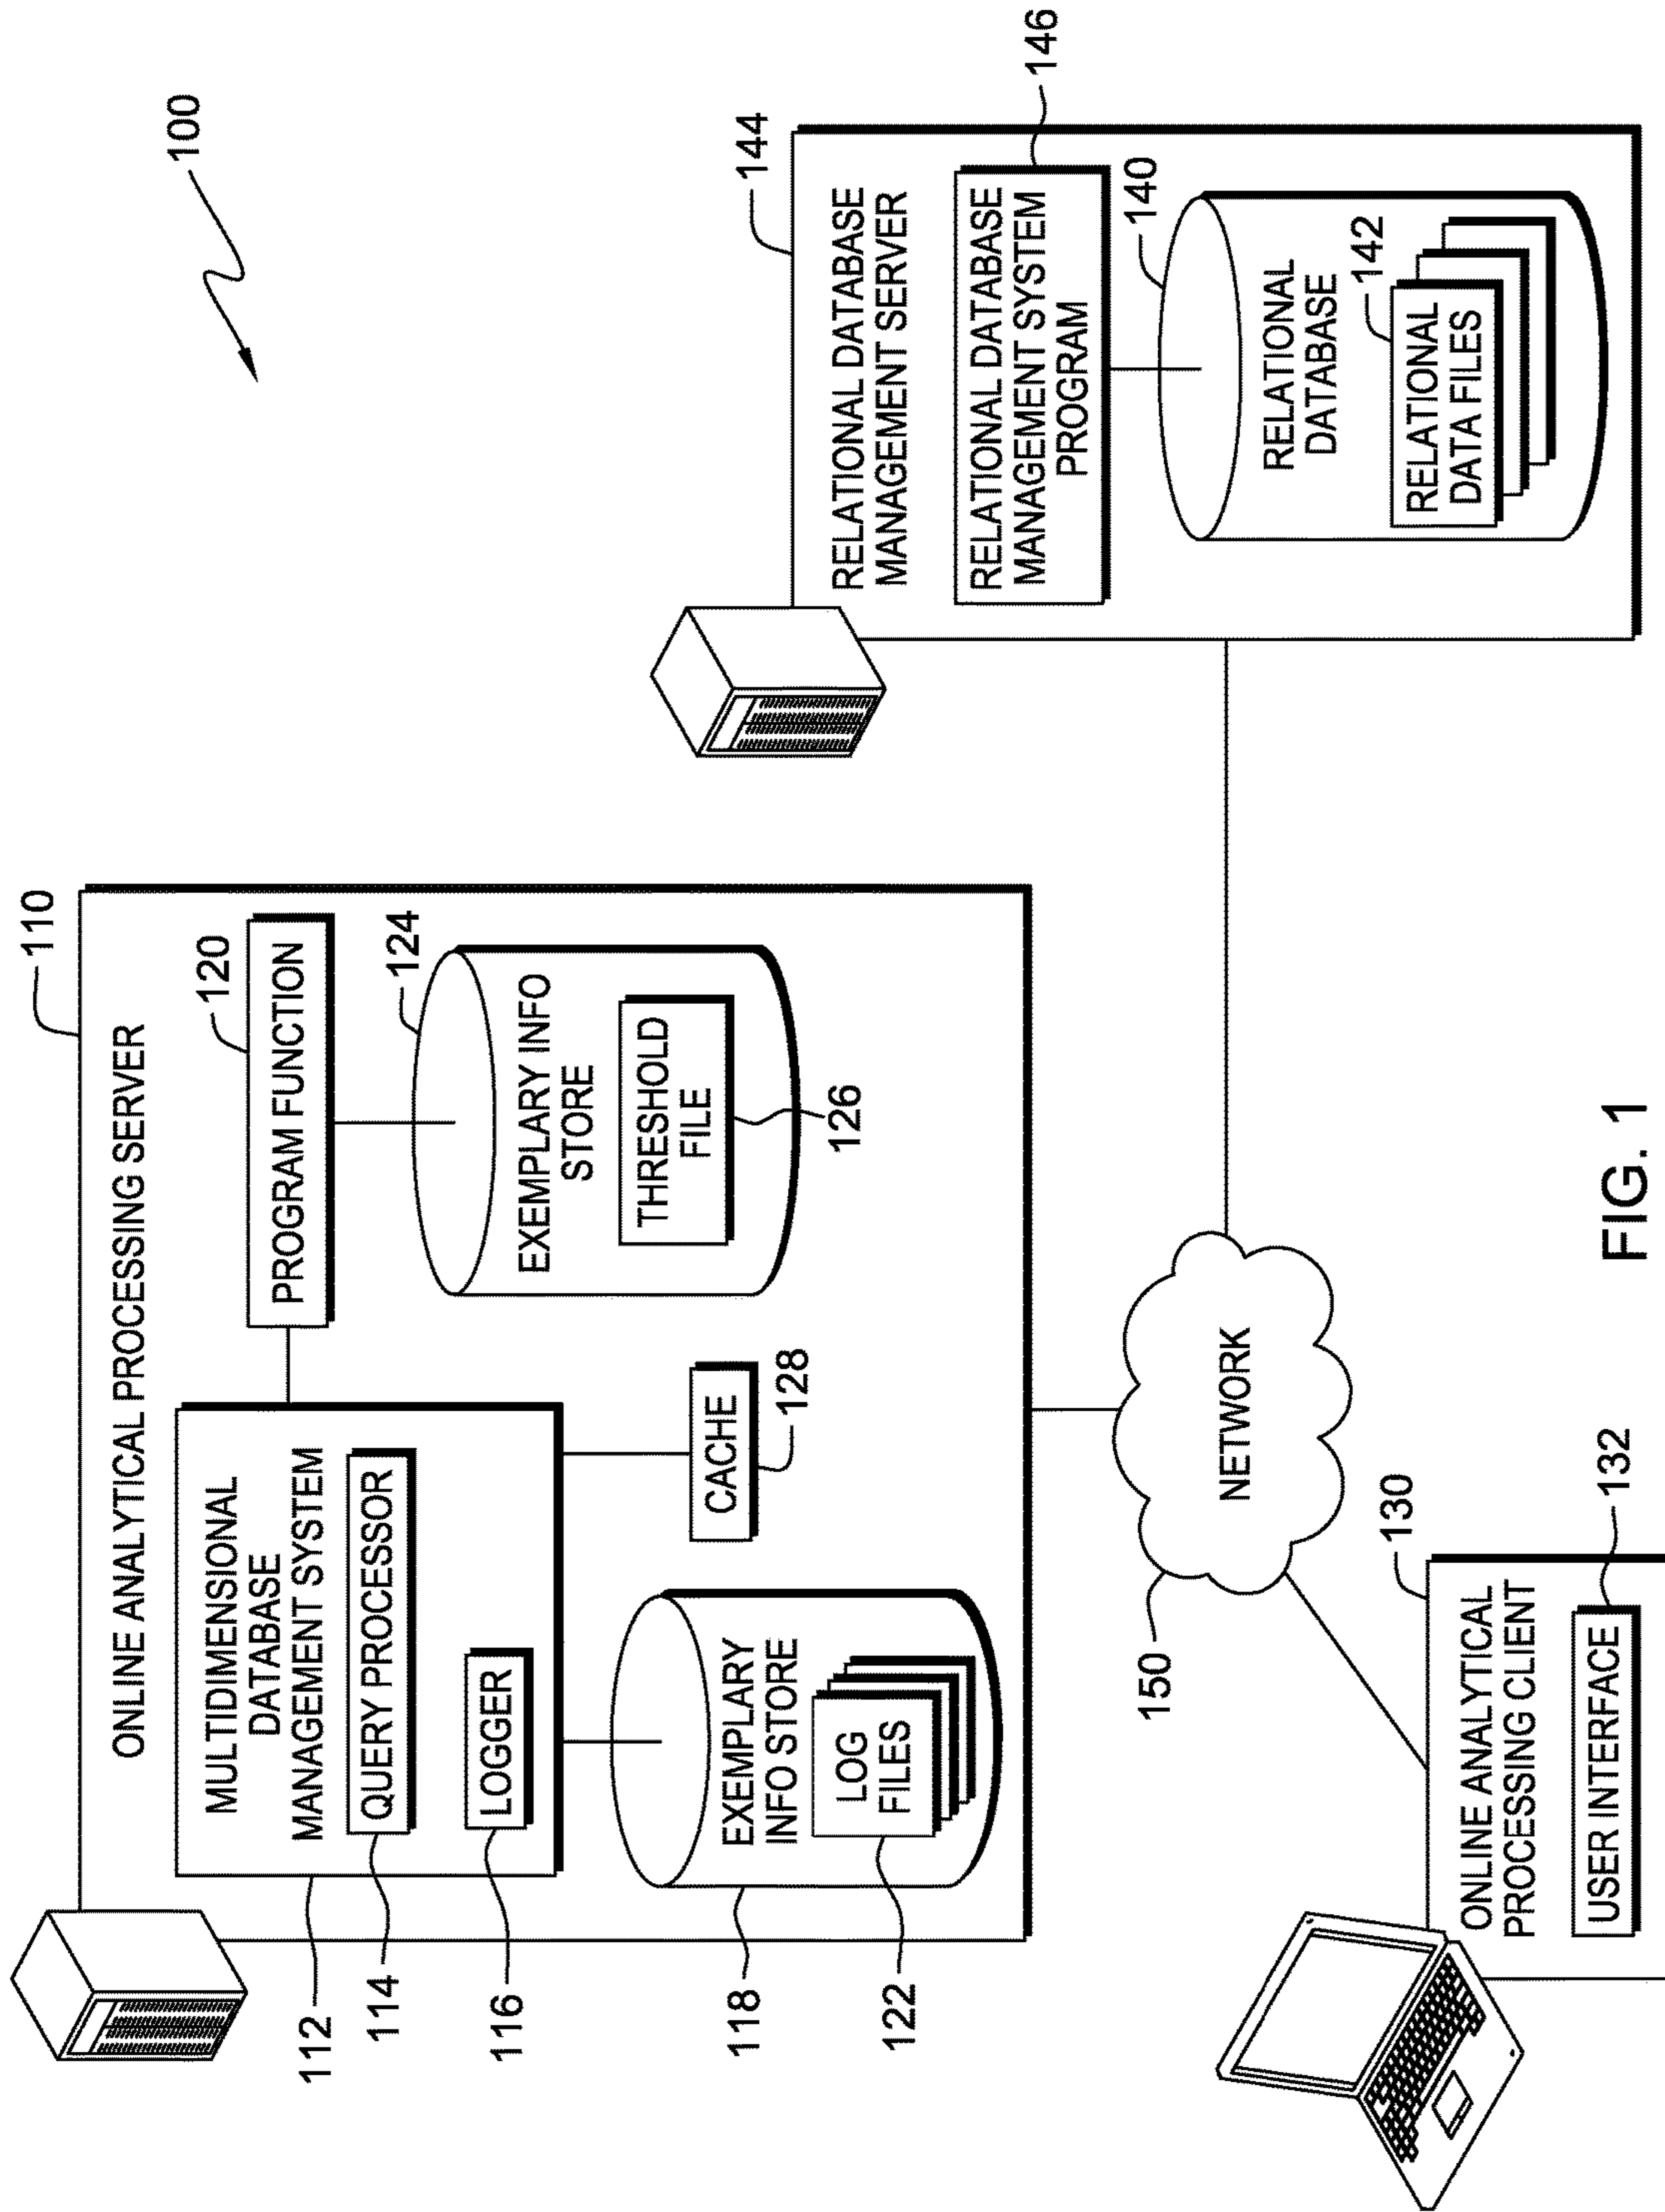 100
110
ONLINE ANALYTICAL PROCESSING SERVER
112
MULTIDIMENSIONAL
DATABASE
MANAGEMENT SYSTEM
114
QUERY PROCESSOR
116
LOGGER
120
PROGRAM FUNCTION
118
EXEMPLARY
INFO STORE
122
LOG
FILES
CACHE
128
124
EXEMPLARY INFO
STORE
THRESHOLD
FILE
126
144
RELATIONAL DATABASE
MANAGEMENT SERVER
146
RELATIONAL DATABASE
MANAGEMENT SYSTEM
PROGRAM
140
RELATIONAL
DATABASE
142
RELATIONAL
DATA FILES
150
NETWORK
130
ONLINE ANALYTICAL
PROCESSING CLIENT
132
USER INTERFACE
FIG. 1